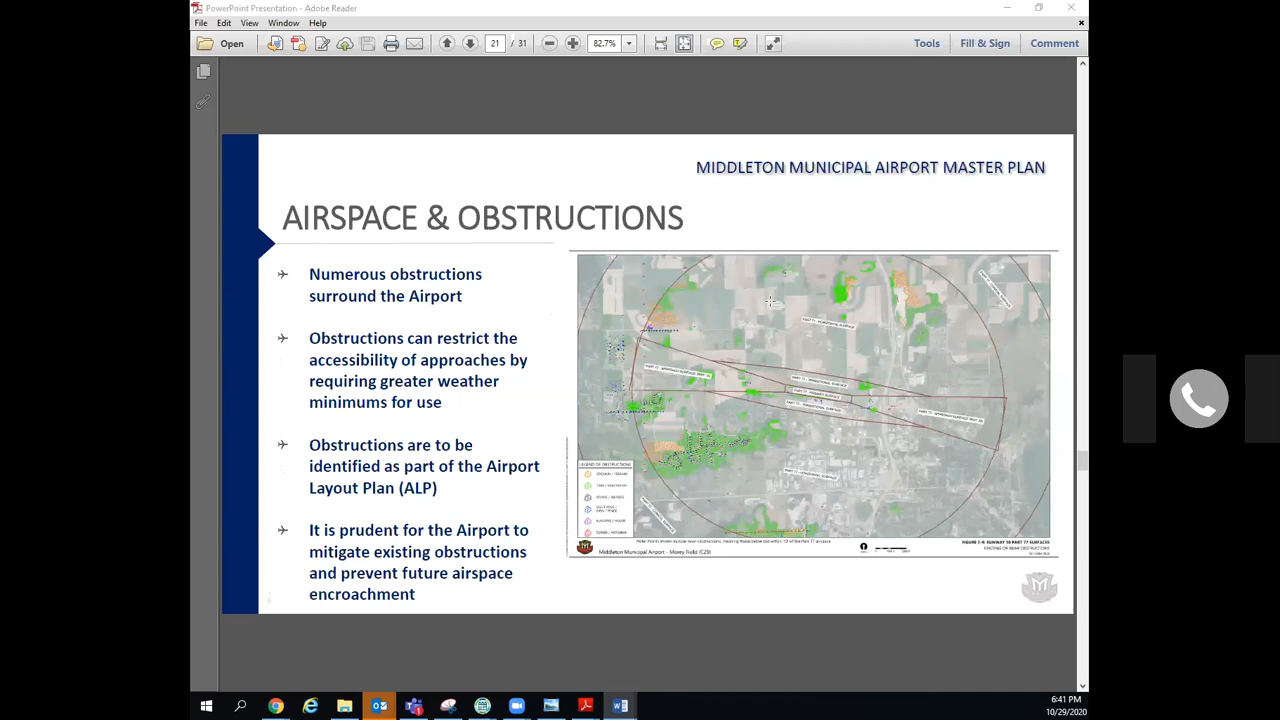 PowerPoint Presentation - Adobe Reader
File Edit View Window Help
Open 21 / 31 82.7% Tools Fill & Sign Comment
MIDDLETON MUNICIPAL AIRPORT MASTER PLAN
AIRSPACE & OBSTRUCTIONS
Numerous obstructions
surround the Airport
Obstructions can restrict the
accessibility of approaches by
requiring greater weather
minimums for use
Obstructions are to be
identified as part of the Airport
Layout Plan (ALP)
It is prudent for the Airport to
mitigate existing obstructions
and prevent future airspace
encroachment
LEGEND OF OBSTRUCTIONS
Middleton Municipal Airport - Morey Field (C29)
6:41 PM
10/29/2020